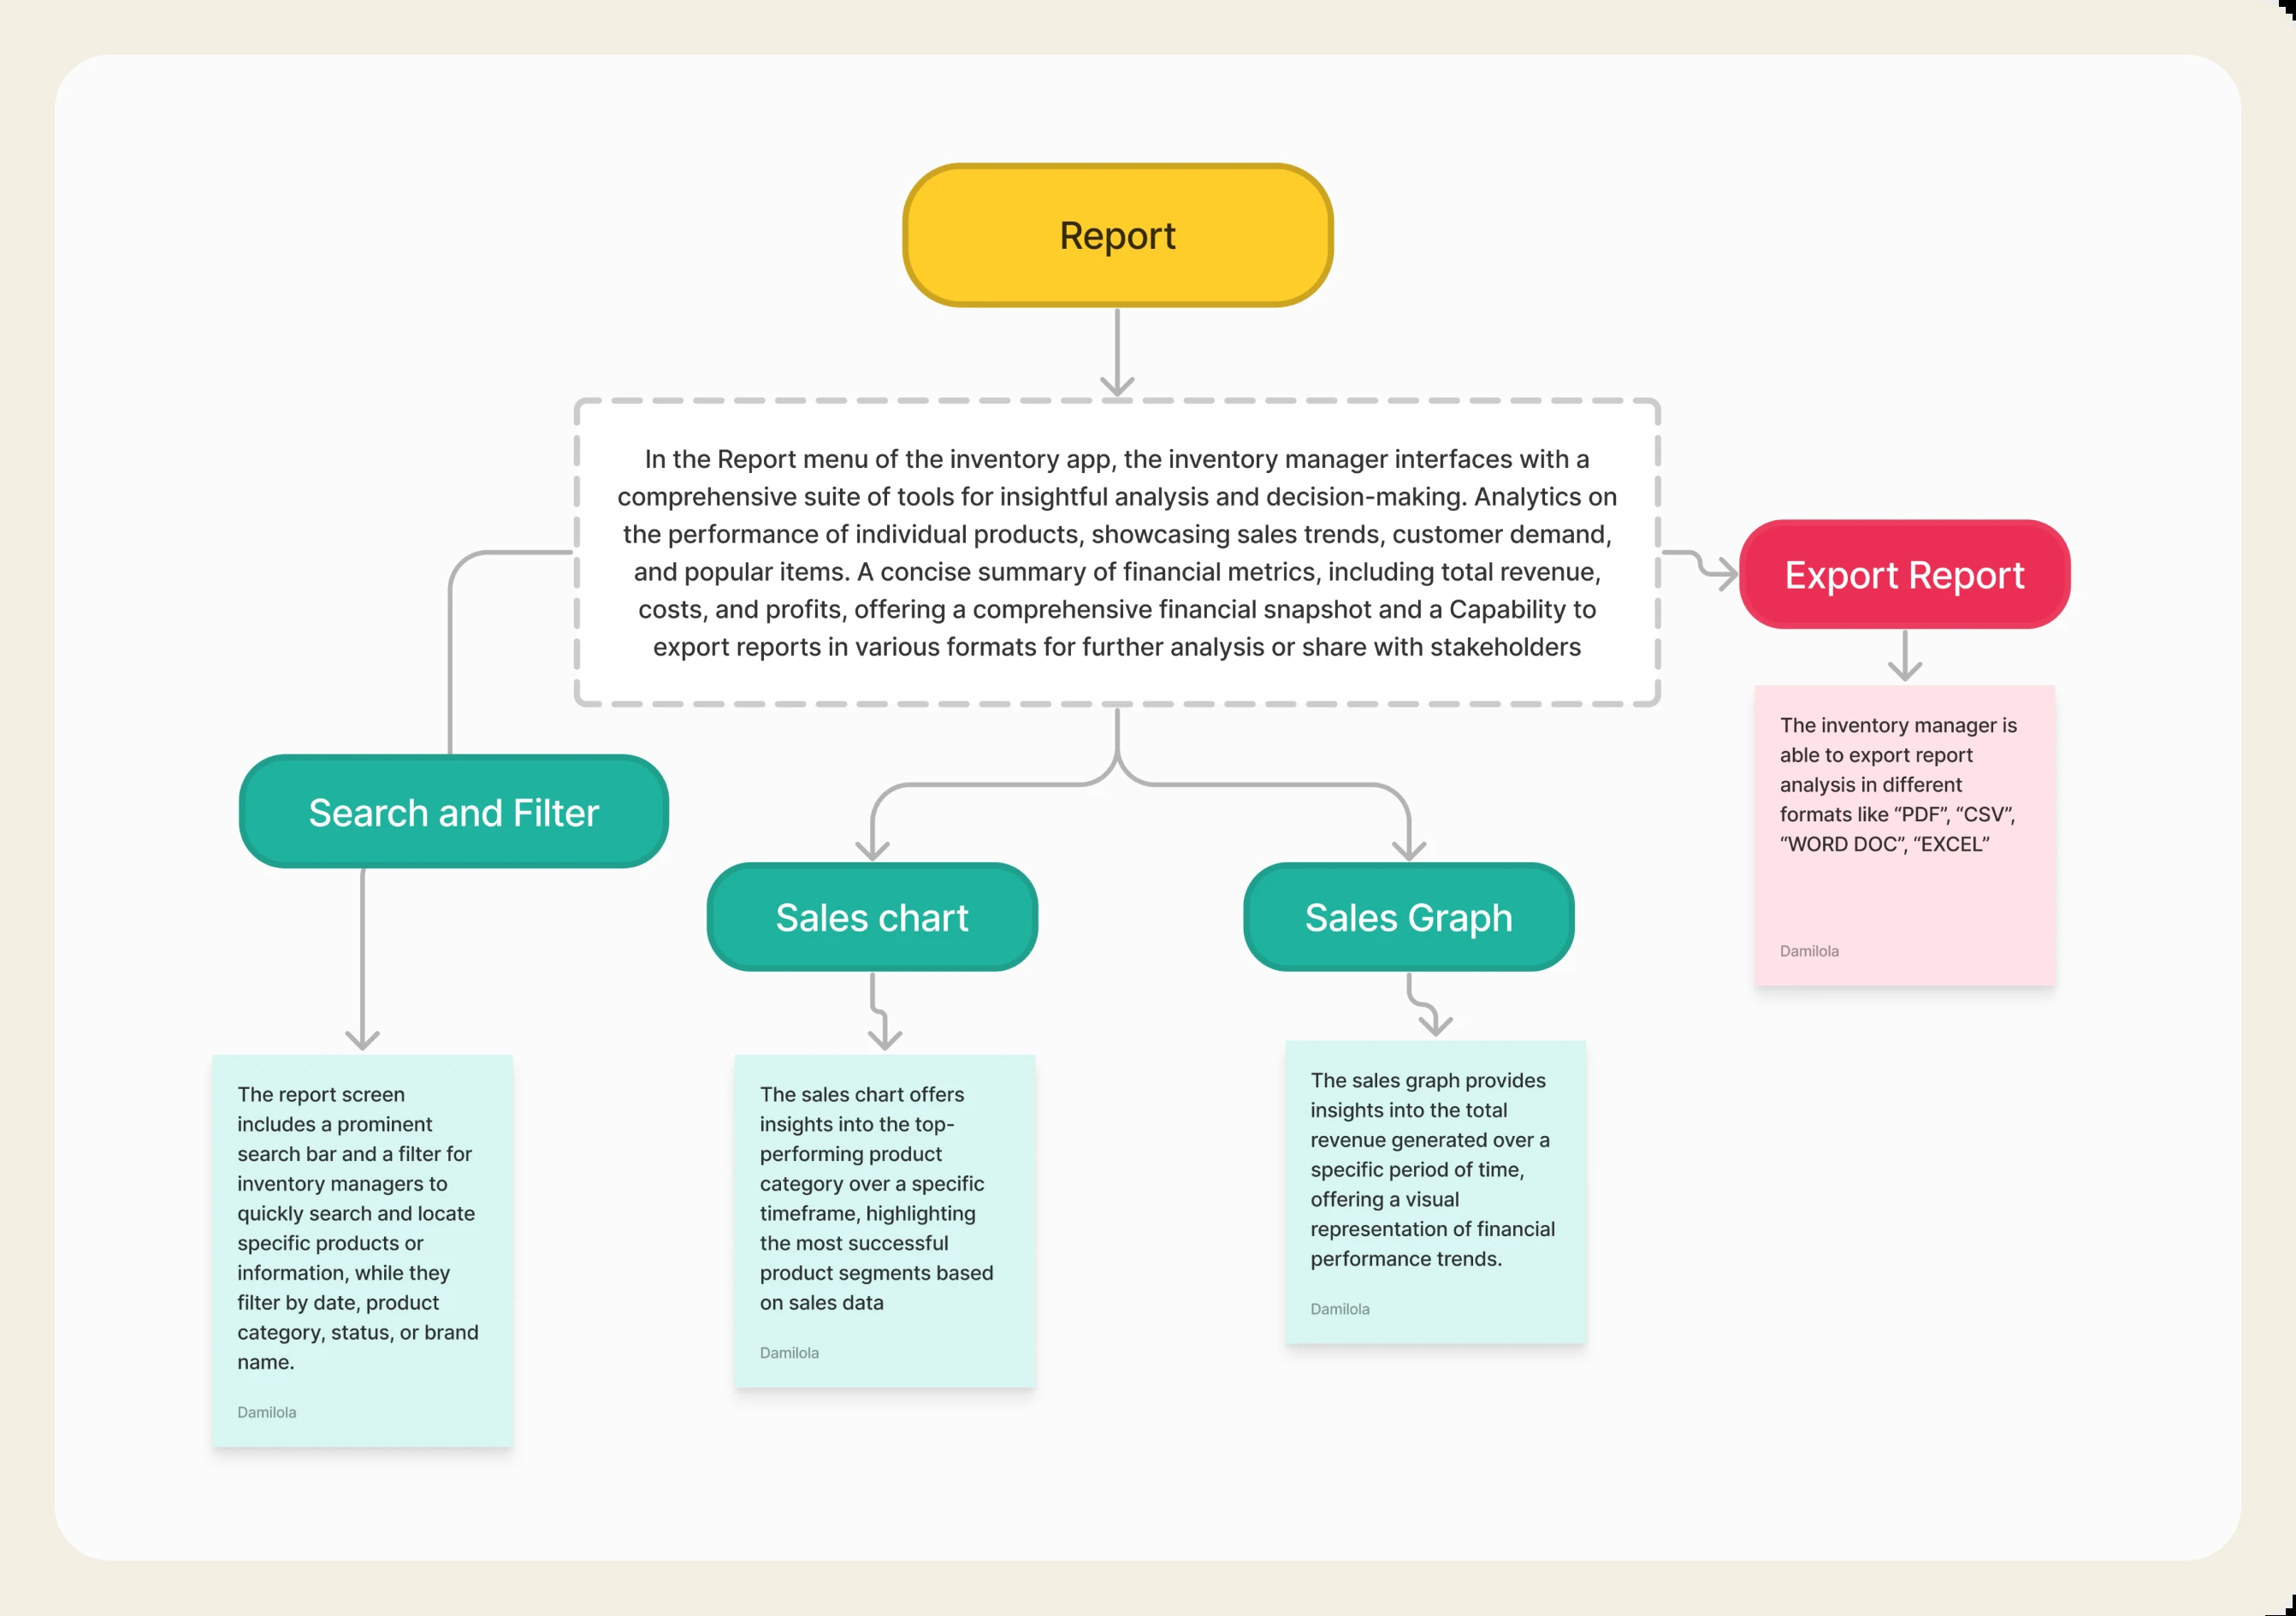 Report
In the Report menu of the inventory app, the inventory manager interfaces with a
comprehensive suite of tools for insightful analysis and decision-making. Analytics on
the performance of individual products, showcasing sales trends, customer demand,
and popular items. A concise summary of financial metrics, including total revenue,
costs, and profits, offering a comprehensive financial snapshot and a Capability to
export reports in various formats for further analysis or share with stakeholders
Export Report
The inventory manager is
able to export report
analysis in different
formats like “PDF”, “CSV”,
“WORD DOC”, “EXCEL”
Damilola
Search and Filter
The report screen
includes a prominent
search bar and a filter for
inventory managers to
quickly search and locate
specific products or
information, while they
filter by date, product
category, status, or brand
name.
Damilola
Sales chart
The sales chart offers
insights into the top-
performing product
category over a specific
timeframe, highlighting
the most successful
product segments based
on sales data
Damilola
Sales Graph
The sales graph provides
insights into the total
revenue generated over a
specific period of time,
offering a visual
representation of financial
performance trends.
Damilola